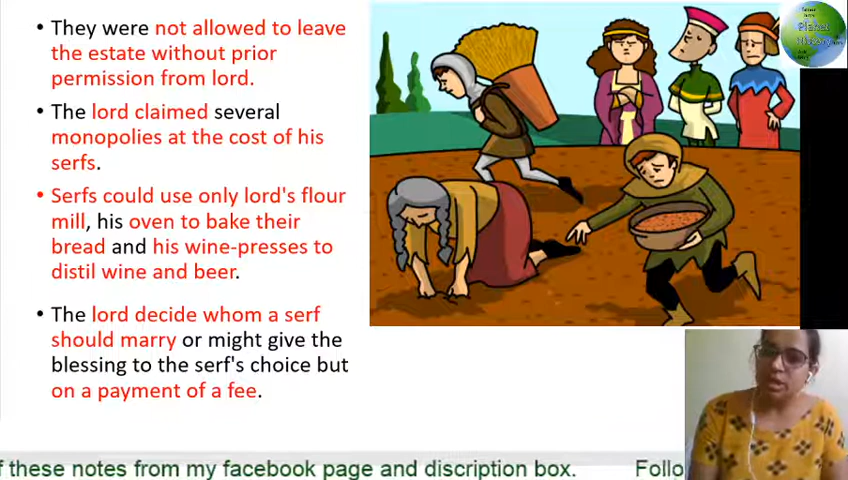 • They were not allowed to leave
the estate without prior
permission from lord.
• The lord claimed several
monopolies at the cost of his
serfs.
• Serfs could use only lord's flour
mill, his oven to bake their
bread and his wine-presses to
distil wine and beer.
• The lord decide whom a serf
should marry or might give the
blessing to the serf's choice but
on a payment of a fee.
Planet
History
f these notes from my facebook page and discription box. Follo